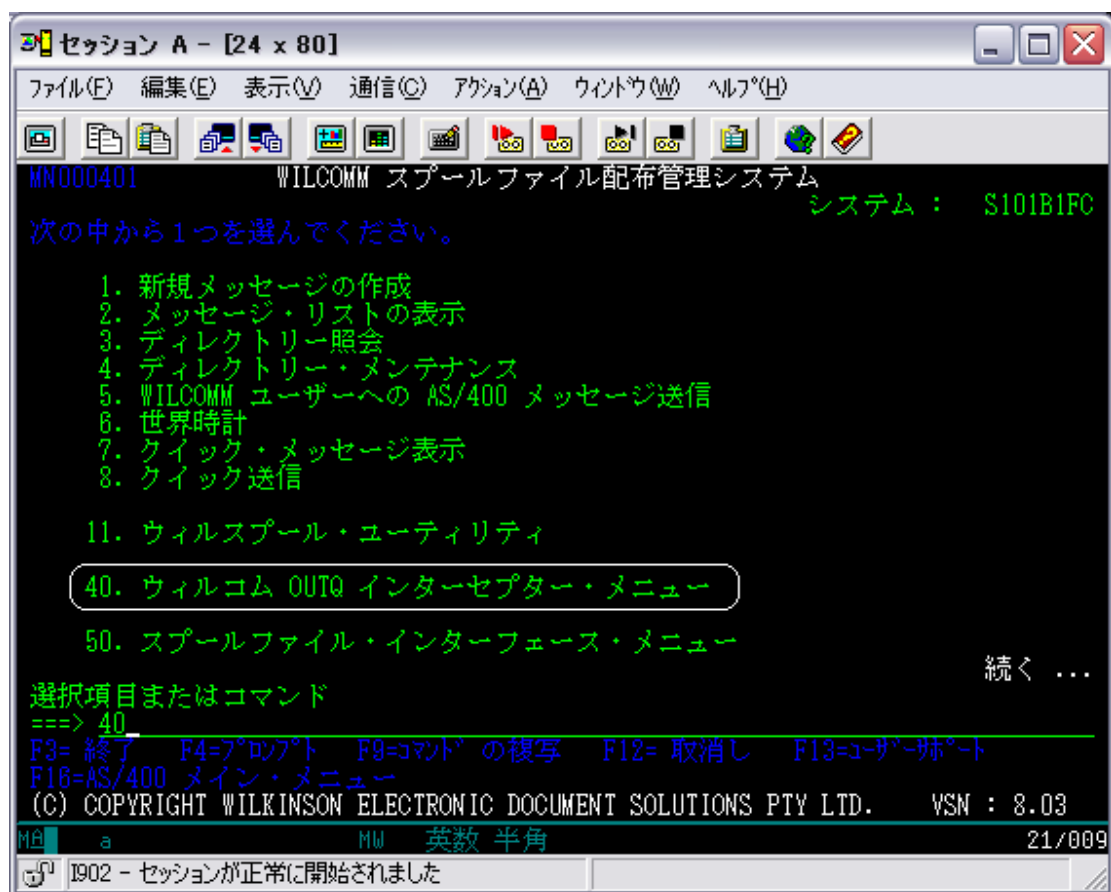 セッション A - [24 x 80]
ファイル(F) 編集(E) 表示(V) 通信(C) アクション(A) ウィンドウ(W) ヘルプ(H)
MN000401 WILCOMM スプールファイル配布管理システム
システム : S101B1FC
次の中から１つを選んでください。
1. 新規メッセージの作成
2. メッセージ・リストの表示
3. ディレクトリー照会
4. ディレクトリー・メンテナンス
5. WILCOMM ユーザーへの AS/400 メッセージ送信
6. 世界時計
7. クイック・メッセージ表示
8. クイック送信
11. ウィルスプール・ユーティリティ
40. ウィルコム OUTQ インターセプター・メニュー
50. スプールファイル・インターフェース・メニュー
続く ...
選択項目またはコマンド
===> 40_
F3= 終了 F4=ﾌﾟﾛﾝﾌﾟﾄ F9=ｺﾏﾝﾄﾞ の複写 F12= 取消し F13=ﾕｰｻﾞｰｻﾎﾟｰﾄ
F16=AS/400 メイン・メニュー
(C) COPYRIGHT WILKINSON ELECTRONIC DOCUMENT SOLUTIONS PTY LTD. VSN : 8.03
MA a MW 英数 半角 21/009
I902 - セッションが正常に開始されました